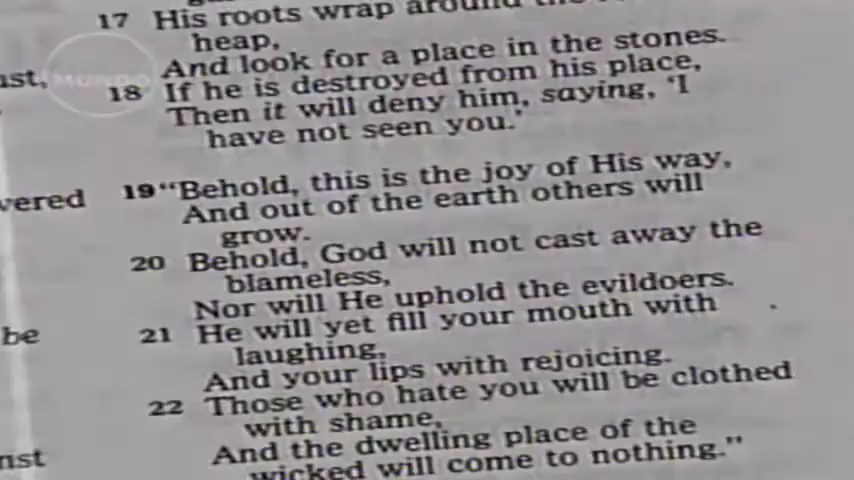 17 His roots wrap around the
heap,
And look for a place in the stones.
18 If he is destroyed from his place,
Then it will deny him, saying, 'I
have not seen you.'
19 "Behold, this is the joy of His way,
And out of the earth others will
grow.
20 Behold, God will not cast away the
blameless,
Nor will He uphold the evildoers.
21 He will yet fill your mouth with
laughing,
And your lips with rejoicing.
22 Those who hate you will be clothed
with shame,
And the dwelling place of the
wicked will come to nothing."
ust,
vered
be
nst
MUNDO